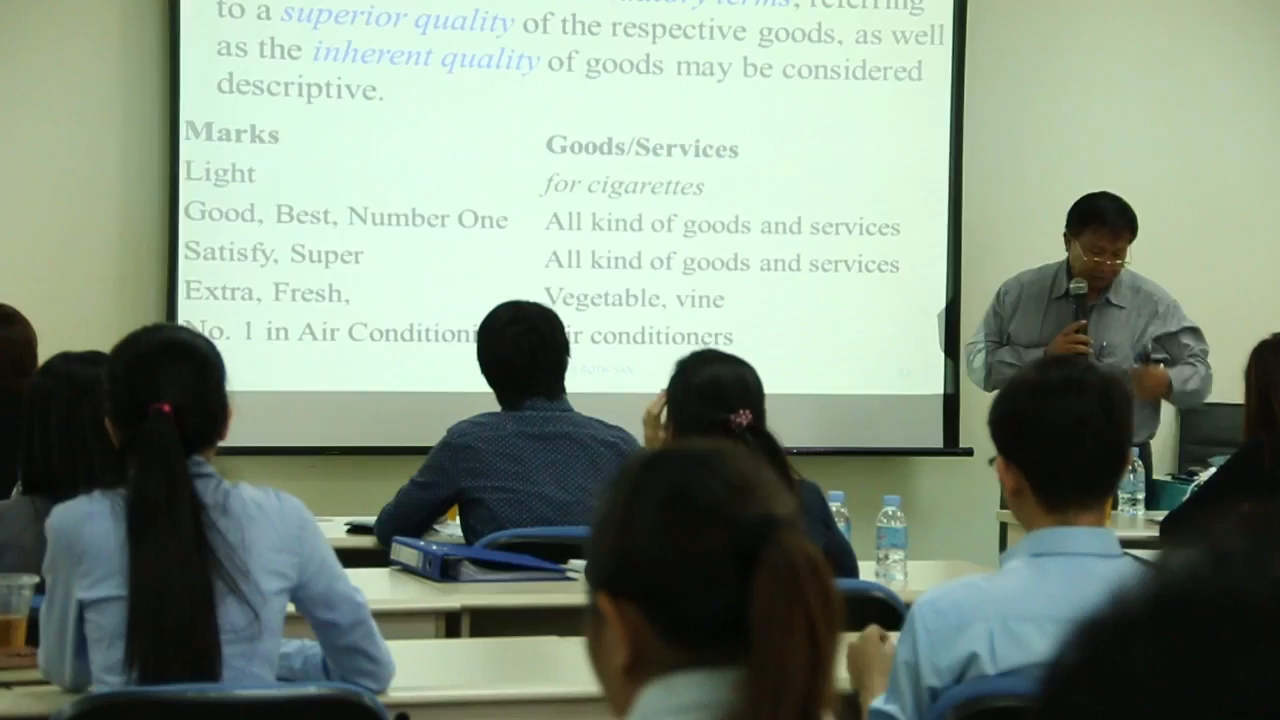 referring
to a superior quality of the respective goods, as well
as the inherent quality of goods may be considered
descriptive.
Marks Goods/Services
Light for cigarettes
Good, Best, Number One All kind of goods and services
Satisfy, Super All kind of goods and services
Extra, Fresh, Vegetable, vine
No. 1 in Air Conditioni ir conditioners